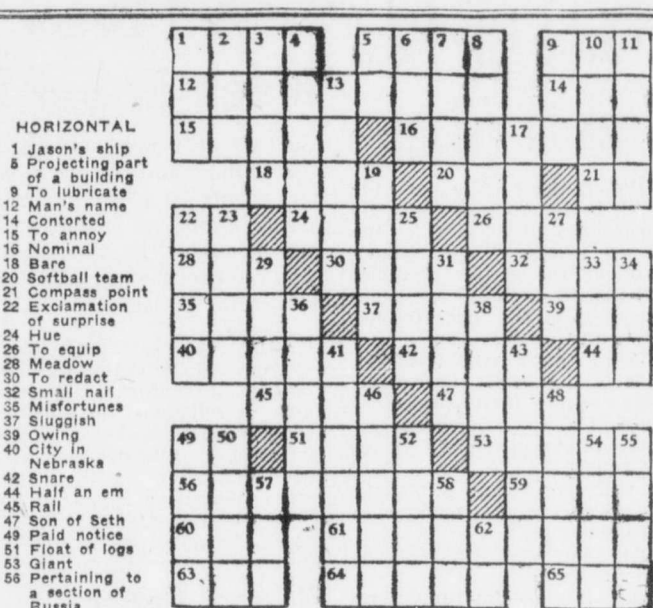 HORIZONTAL
1 Jason's ship
5 Projecting part
of a building
9 To lubricate
12 Man's name
14 Contorted
15 To annoy
16 Nominal
18 Bare
20 Softball team
21 Compass point
22 Exclamation
of surprise
24 Hue
26 To equip
28 Meadow
30 To redact
32 Small nail
35 Misfortunes
37 Sluggish
39 Owing
40 City in
Nebraska
42 Snare
44 Half an em
45 Rail
47 Son of Seth
49 Paid notice
51 Float of logs
53 Giant
56 Pertaining to
a section of
Russia
1 2 3 4 5 6 7 8 9 10 11
12 13 14
15 16 17
18 19 20 21
22 23 24 25 26 27
28 29 30 31 32 33 34
35 36 37 38 39
40 41 42 43 44
45 46 47 48
49 50 51 52 53 54 55
56 57 58 59
60 61 62
63 64 65